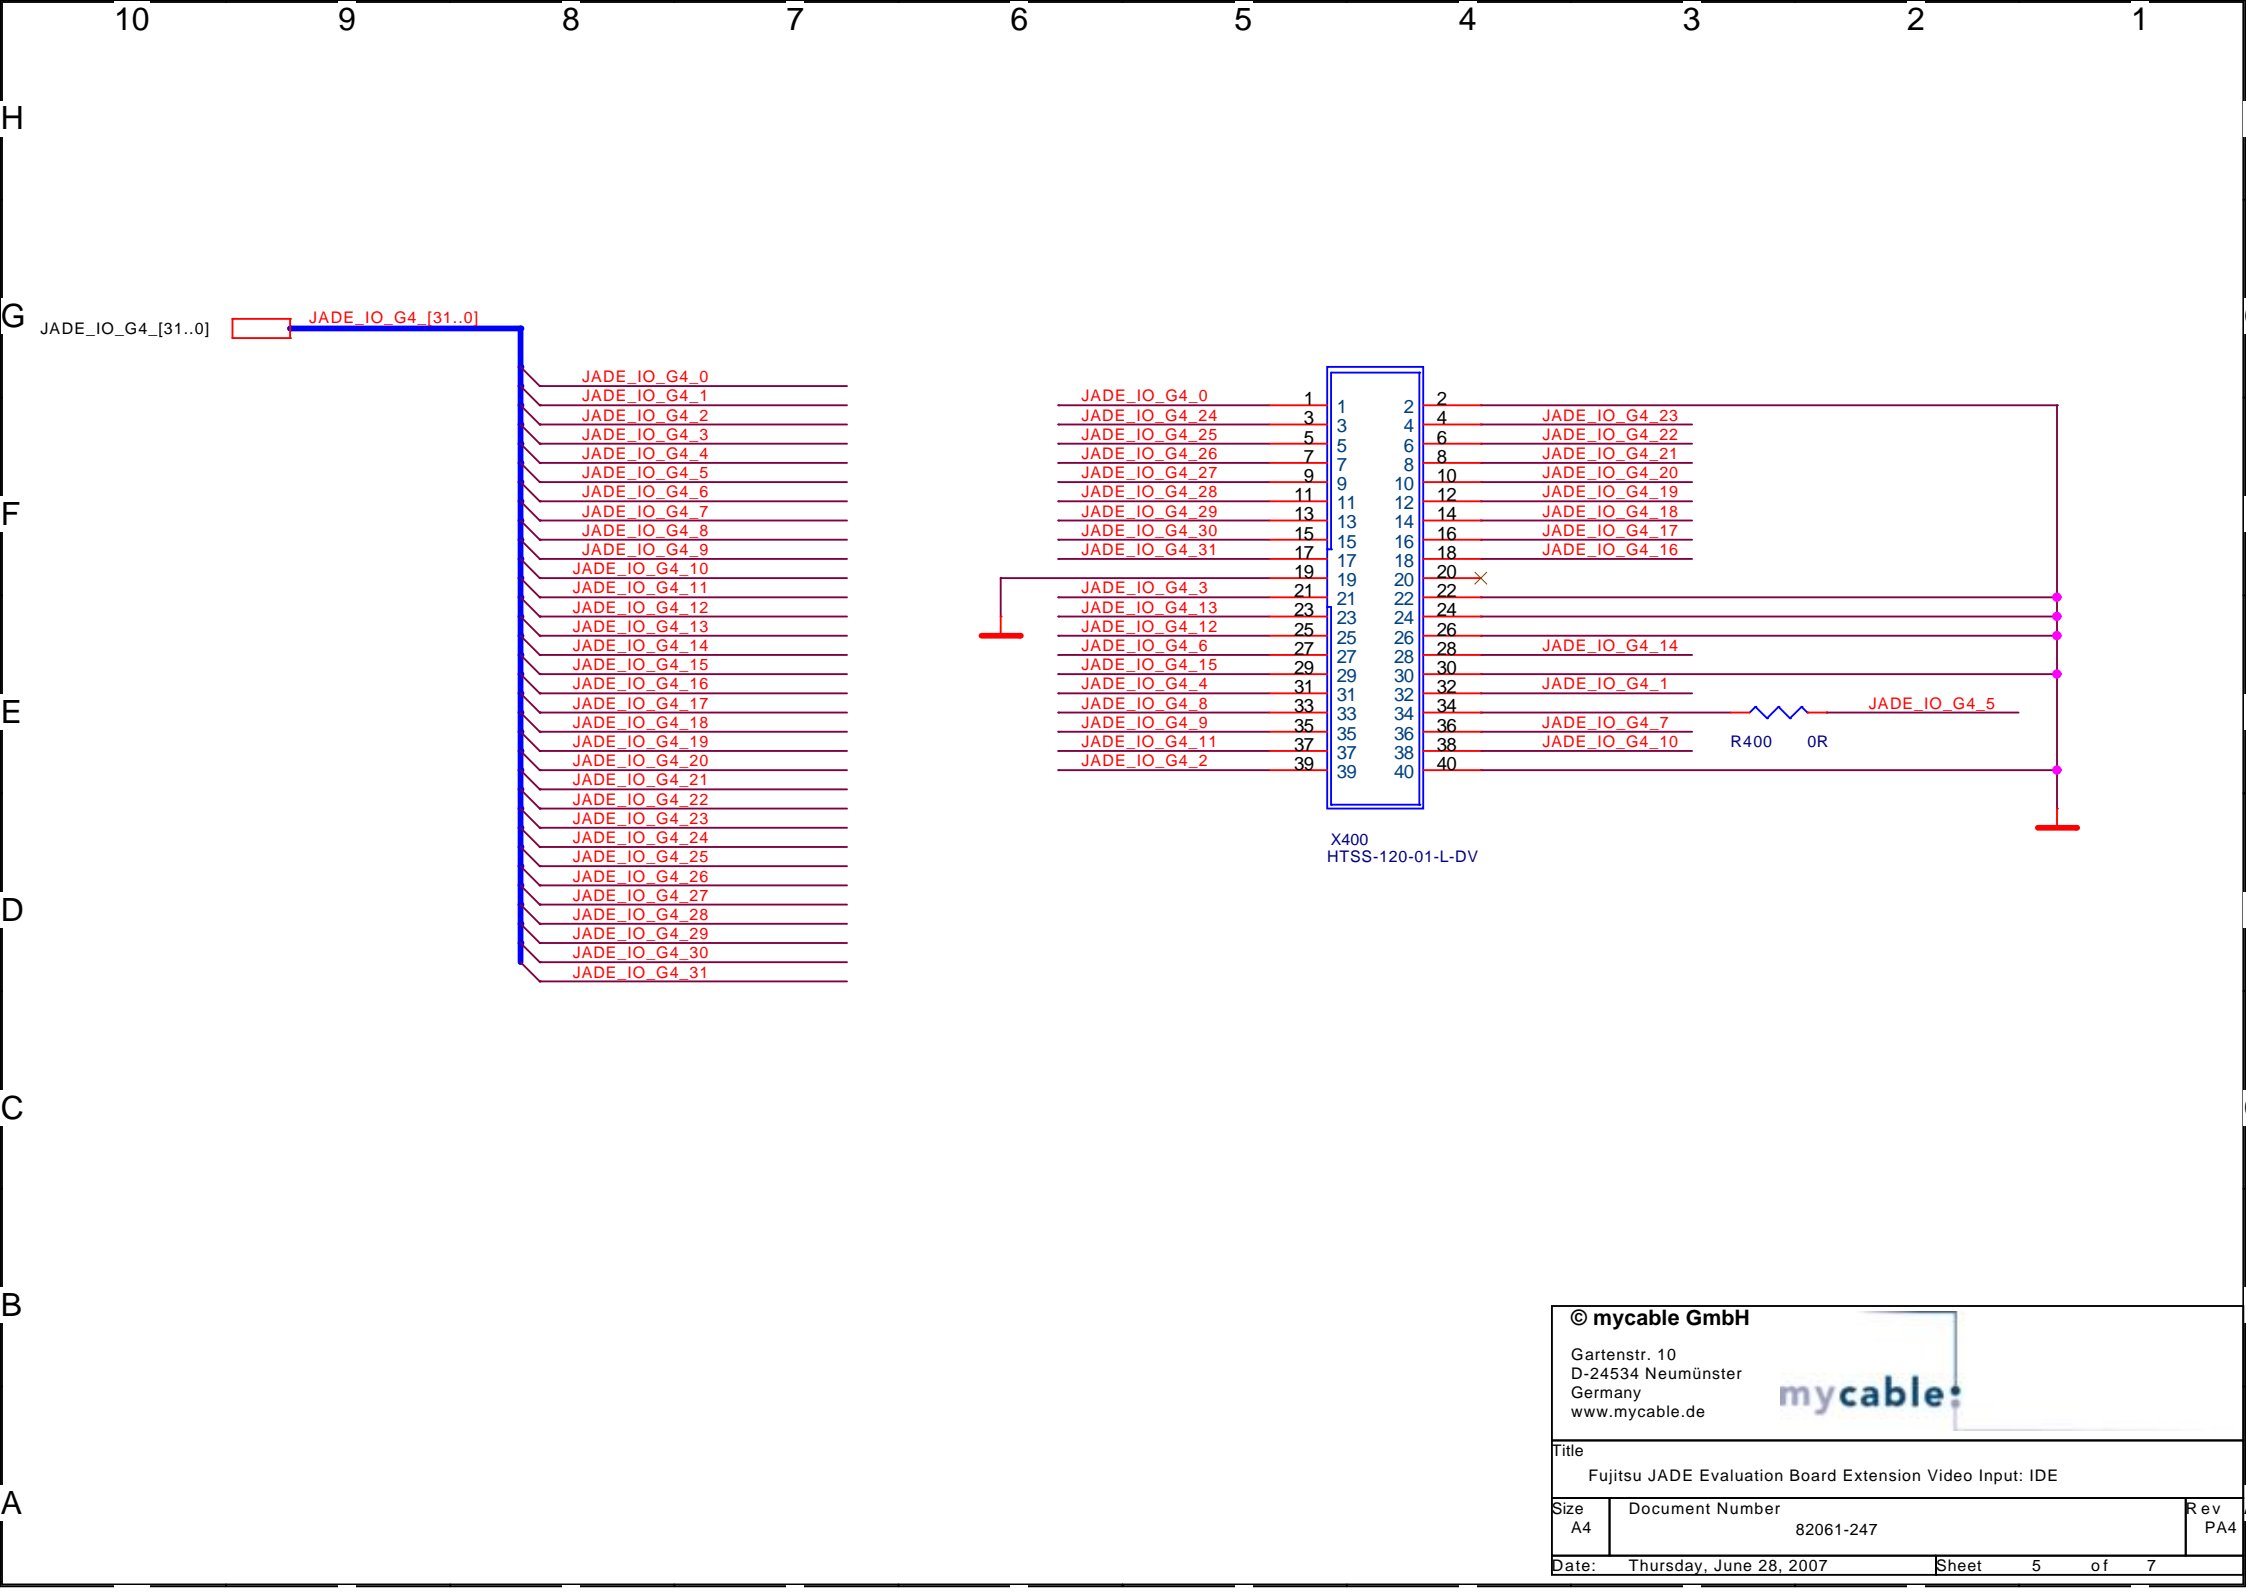 10 9 8 7 6 5 4 3 2 1
H
G
F
E
D
C
B
A
JADE_IO_G4_[31..0]
JADE_IO_G4_[31..0]
JADE_IO_G4_0
JADE_IO_G4_1
JADE_IO_G4_2
JADE_IO_G4_3
JADE_IO_G4_4
JADE_IO_G4_5
JADE_IO_G4_6
JADE_IO_G4_7
JADE_IO_G4_8
JADE_IO_G4_9
JADE_IO_G4_10
JADE_IO_G4_11
JADE_IO_G4_12
JADE_IO_G4_13
JADE_IO_G4_14
JADE_IO_G4_15
JADE_IO_G4_16
JADE_IO_G4_17
JADE_IO_G4_18
JADE_IO_G4_19
JADE_IO_G4_20
JADE_IO_G4_21
JADE_IO_G4_22
JADE_IO_G4_23
JADE_IO_G4_24
JADE_IO_G4_25
JADE_IO_G4_26
JADE_IO_G4_27
JADE_IO_G4_28
JADE_IO_G4_29
JADE_IO_G4_30
JADE_IO_G4_31
JADE_IO_G4_0 1 1 2 2
JADE_IO_G4_24 3 3 4 4 JADE_IO_G4_23
JADE_IO_G4_25 5 5 6 6 JADE_IO_G4_22
JADE_IO_G4_26 7 7 8 8 JADE_IO_G4_21
JADE_IO_G4_27 9 9 10 10 JADE_IO_G4_20
JADE_IO_G4_28 11 11 12 12 JADE_IO_G4_19
JADE_IO_G4_29 13 13 14 14 JADE_IO_G4_18
JADE_IO_G4_30 15 15 16 16 JADE_IO_G4_17
JADE_IO_G4_31 17 17 18 18 JADE_IO_G4_16
19 19 20 20
JADE_IO_G4_3 21 21 22 22
JADE_IO_G4_13 23 23 24 24
JADE_IO_G4_12 25 25 26 26
JADE_IO_G4_6 27 27 28 28 JADE_IO_G4_14
JADE_IO_G4_15 29 29 30 30
JADE_IO_G4_4 31 31 32 32 JADE_IO_G4_1
JADE_IO_G4_8 33 33 34 34 JADE_IO_G4_5
JADE_IO_G4_9 35 35 36 36 JADE_IO_G4_7
JADE_IO_G4_11 37 37 38 38 JADE_IO_G4_10 R400 0R
JADE_IO_G4_2 39 39 40 40
X400
HTSS-120-01-L-DV
© mycable GmbH
Gartenstr. 10
D-24534 Neumünster
Germany
www.mycable.de
mycable:
Title
Fujitsu JADE Evaluation Board Extension Video Input: IDE
Size Document Number Rev
A4 82061-247 PA4
Date: Thursday, June 28, 2007 Sheet 5 of 7